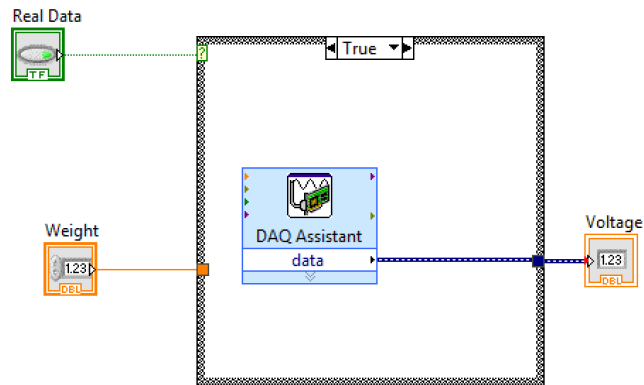 Real Data
TF
?
True
DAQ Assistant
data
Weight
1.23
DBL
Voltage
1.23
DBL